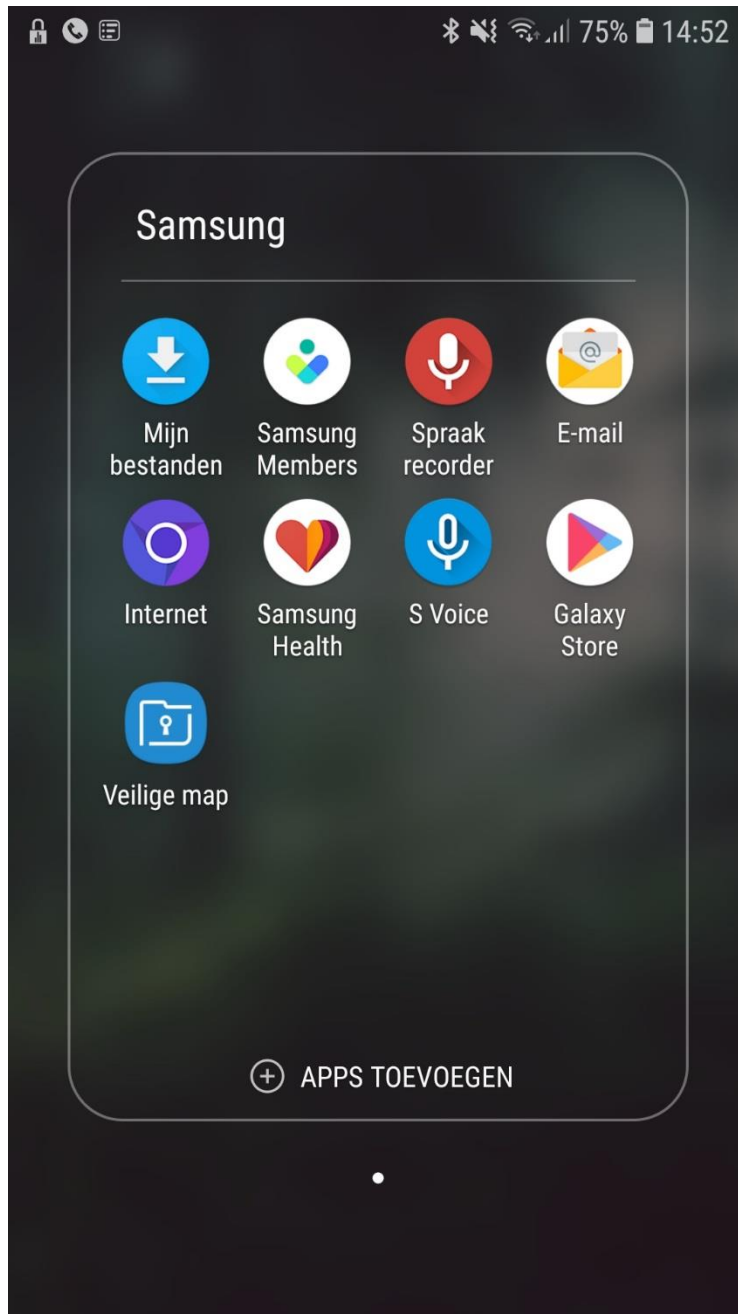 75% 14:52
Samsung
Mijn bestanden
Samsung Members
Spraak recorder
E-mail
Internet
Samsung Health
S Voice
Galaxy Store
Veilige map
APPS TOEVOEGEN